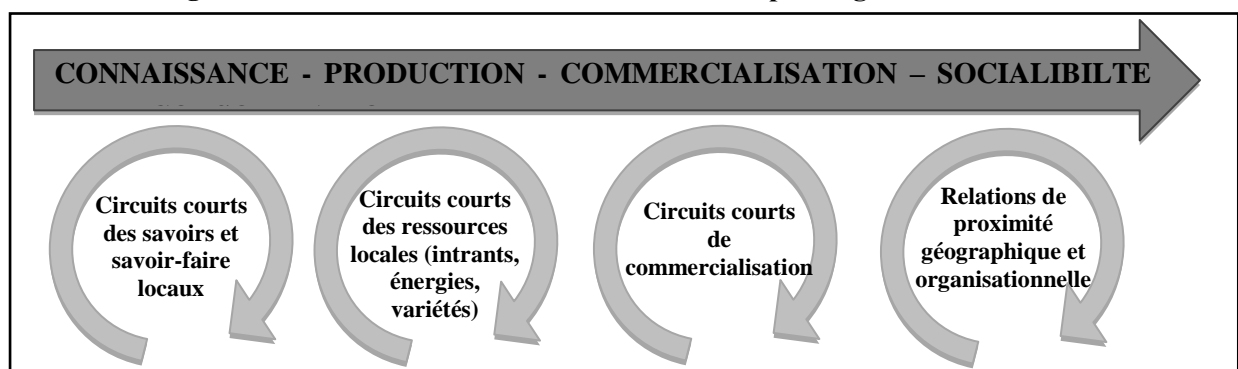 CONNAISSANCE - PRODUCTION - COMMERCIALISATION – SOCIALIBILTE
Circuits courts
des savoirs et
savoir-faire
locaux
Circuits courts
des ressources
locales (intrants,
énergies,
variétés)
Circuits courts
de
commercialisation
Relations de
proximité
géographique et
organisationnelle